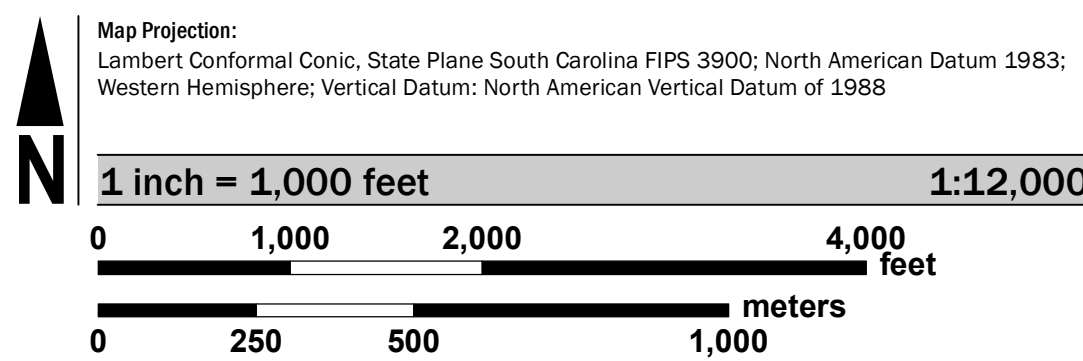 Map Projection:
Lambert Conformal Conic, State Plane South Carolina FIPS 3900; North American Datum 1983;
Western Hemisphere; Vertical Datum: North American Vertical Datum of 1988
N
1 inch = 1,000 feet 1:12,000
0 1,000 2,000 4,000
feet
meters
0 250 500 1,000